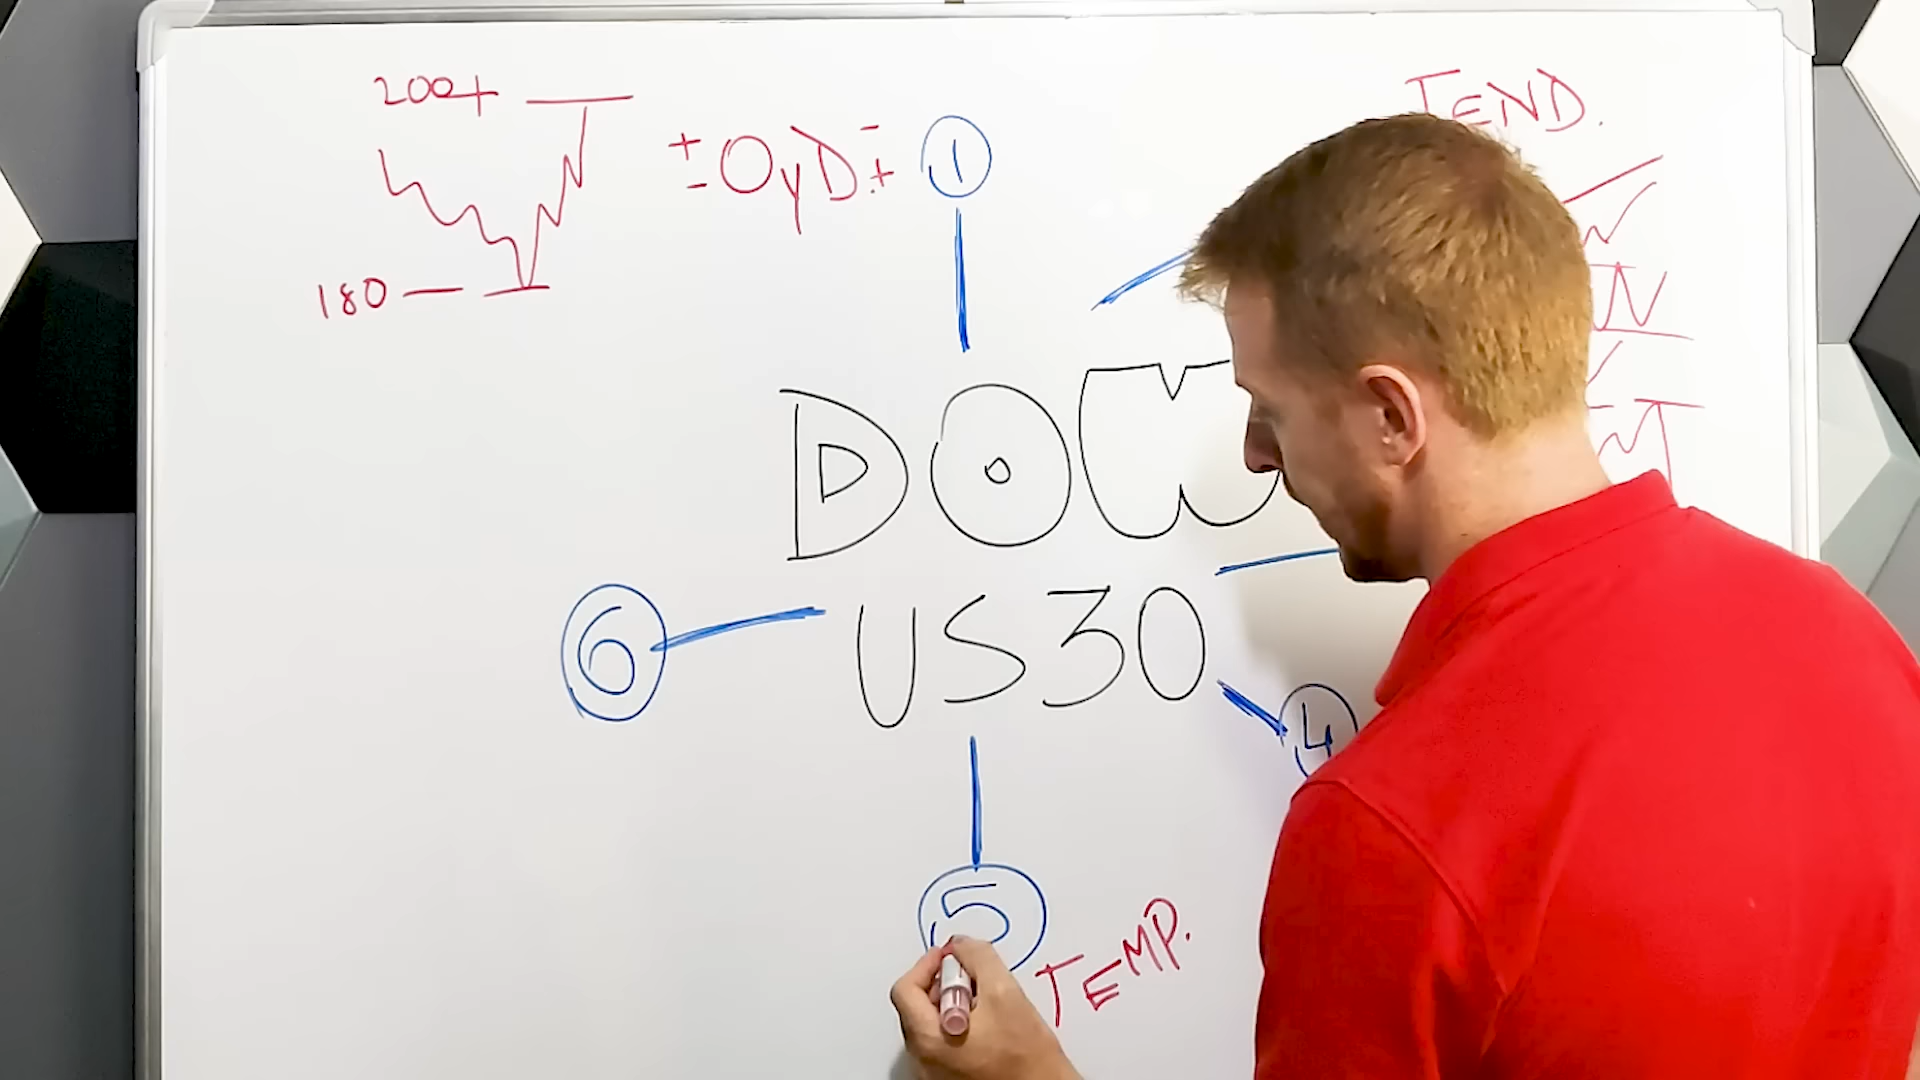 200+
180 —
± OyD ∓
1
TEND.
DOW
US30
6
4
5
TEMP.